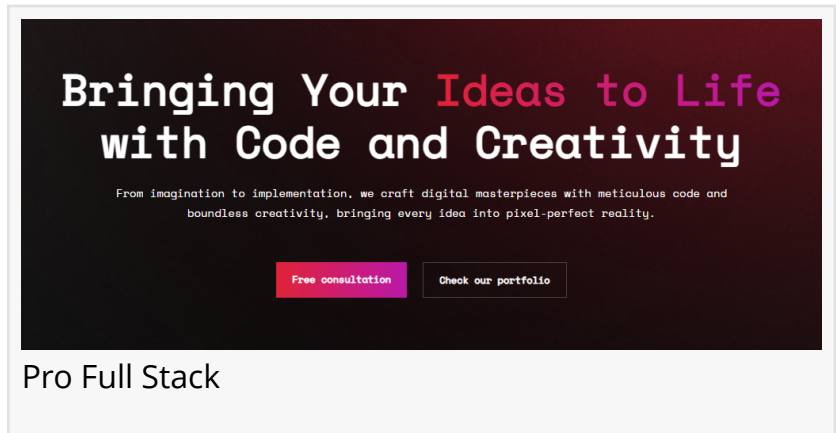 Bringing Your Ideas to Life
with Code and Creativity
From imagination to implementation, we craft digital masterpieces with meticulous code and
boundless creativity, bringing every idea into pixel-perfect reality.
Free consultation
Check our portfolio
Pro Full Stack